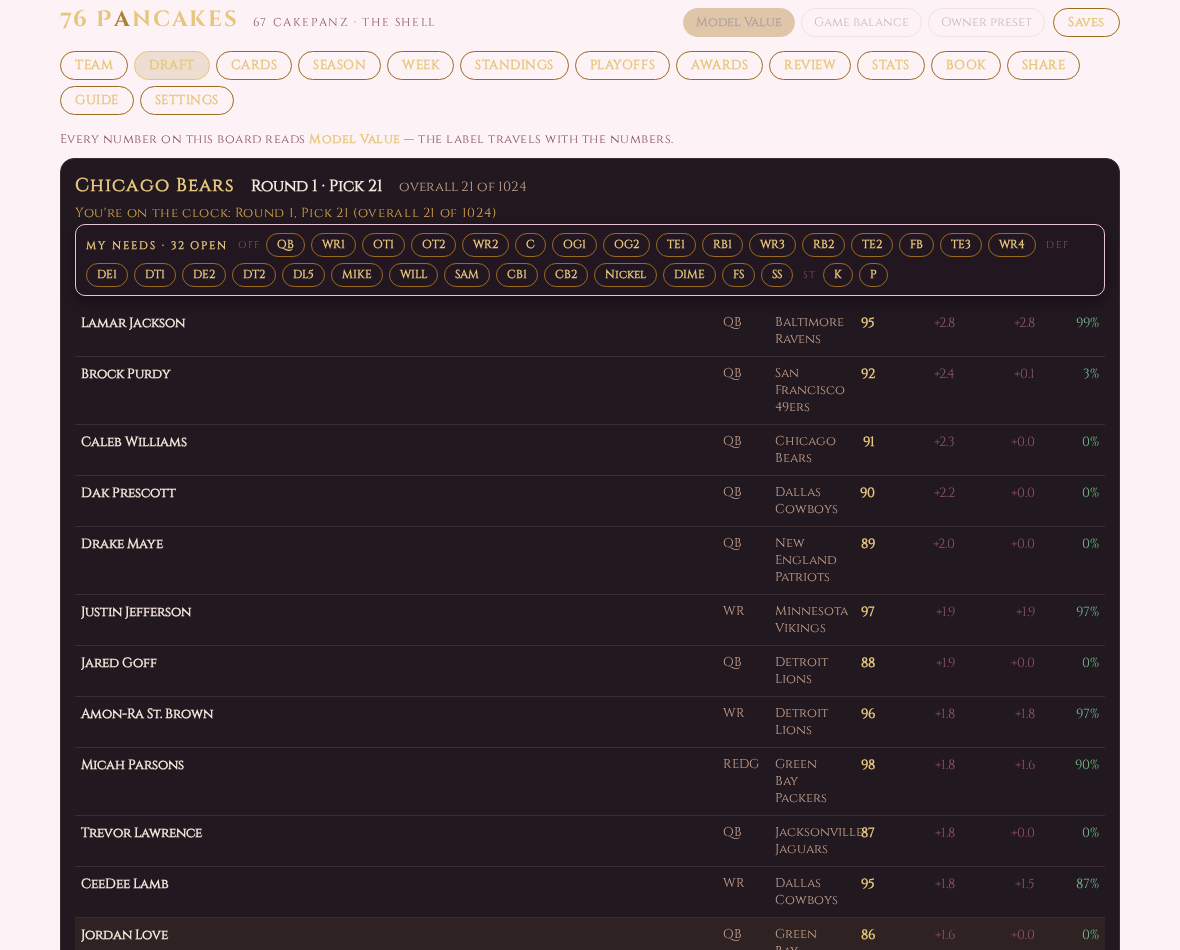 76 PANCAKES 67 CAKEPANZ · THE SHELL MODEL VALUE GAME BALANCE OWNER PRESET SAVES
TEAM DRAFT CARDS SEASON WEEK STANDINGS PLAYOFFS AWARDS REVIEW STATS BOOK SHARE
GUIDE SETTINGS
EVERY NUMBER ON THIS BOARD READS MODEL VALUE — THE LABEL TRAVELS WITH THE NUMBERS.
CHICAGO BEARS ROUND 1 · PICK 21 OVERALL 21 OF 1024
YOU'RE ON THE CLOCK: ROUND 1, PICK 21 (OVERALL 21 OF 1024)
MY NEEDS · 32 OPEN OFF QB WR1 OT1 OT2 WR2 C OG1 OG2 TE1 RB1 WR3 RB2 TE2 FB TE3 WR4 DEF
DE1 DT1 DE2 DT2 DL5 MIKE WILL SAM CB1 CB2 NICKEL DIME FS SS ST K P
LAMAR JACKSON QB BALTIMORE 95 +2.8 +2.8 99%
RAVENS
BROCK PURDY QB SAN 92 +2.4 +0.1 3%
FRANCISCO
49ERS
CALEB WILLIAMS QB CHICAGO 91 +2.3 +0.0 0%
BEARS
DAK PRESCOTT QB DALLAS 90 +2.2 +0.0 0%
COWBOYS
DRAKE MAYE QB NEW 89 +2.0 +0.0 0%
ENGLAND
PATRIOTS
JUSTIN JEFFERSON WR MINNESOTA 97 +1.9 +1.9 97%
VIKINGS
JARED GOFF QB DETROIT 88 +1.9 +0.0 0%
LIONS
AMON-RA ST. BROWN WR DETROIT 96 +1.8 +1.8 97%
LIONS
MICAH PARSONS REDG GREEN 98 +1.8 +1.6 90%
BAY
PACKERS
TREVOR LAWRENCE QB JACKSONVILLE 87 +1.8 +0.0 0%
JAGUARS
CEEDEE LAMB WR DALLAS 95 +1.8 +1.5 87%
COWBOYS
JORDAN LOVE QB GREEN 86 +1.6 +0.0 0%
BAY